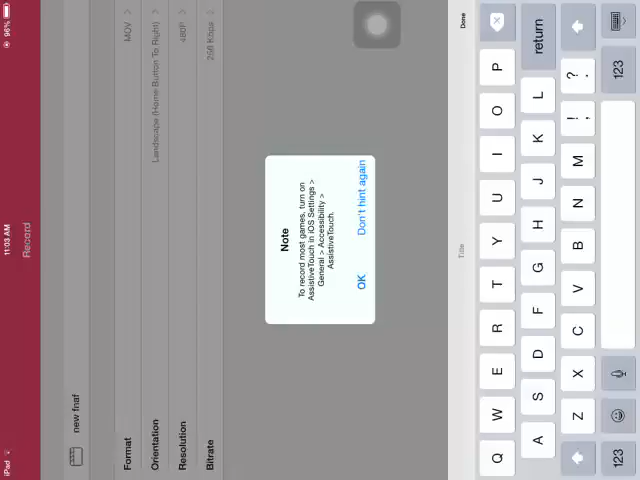 iPad
11:03 AM
96%
Record
new fnaf
Format
MOV >
Orientation
Landscape (Home Button To Right) >
Resolution
480P >
Bitrate
256 Kbps >
Note
To record most games, turn on
AssistiveTouch in iOS Settings >
General > Accessibility >
AssistiveTouch.
OK
Don't hint again
Title
Done
Q W E R T Y U I O P
A S D F G H J K L return
Z X C V B N M ! , ? .
123 123